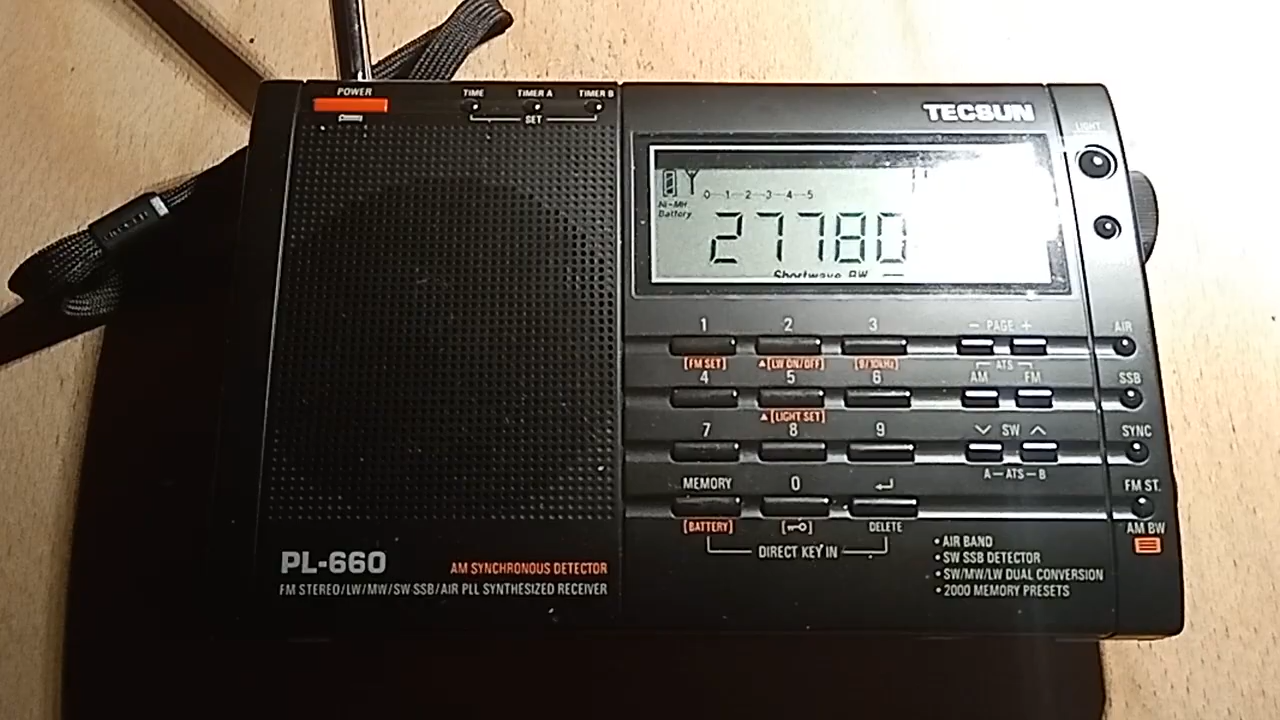 POWER
TIME TIMER A TIMER B
SET
TECSUN
LIGHT
0 1 2 3 4 5
Ni-MH
Battery
27780
Shortwave BW
1 2 3 - PAGE + AIR
[FM SET] ▲[LW ON/OFF] [9/10kHz] ATS
4 5 6 AM FM SSB
▲[LIGHT SET]
7 8 9 SW SYNC
A-ATS-B
MEMORY 0 FM ST.
[BATTERY] DELETE AM BW
DIRECT KEY IN
• AIR BAND
• SW SSB DETECTOR
• SW/MW/LW DUAL CONVERSION
• 2000 MEMORY PRESETS
PL-660 AM SYNCHRONOUS DETECTOR
FM STEREO/LW/MW/SW SSB/AIR PLL SYNTHESIZED RECEIVER